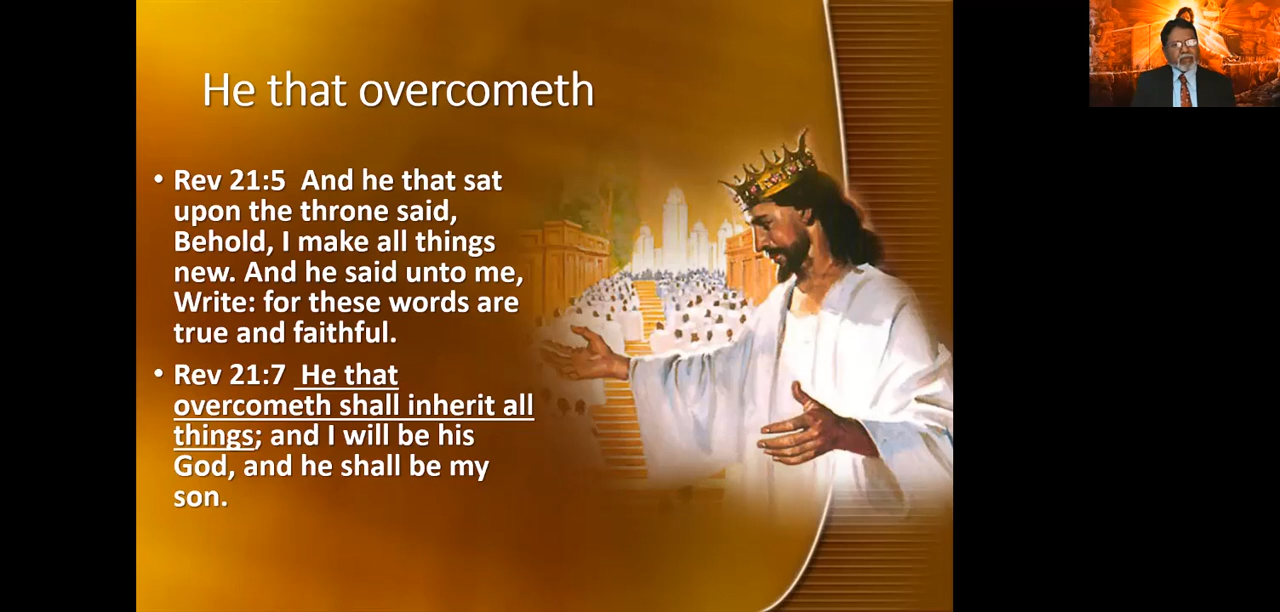 He that overcometh
• Rev 21:5 And he that sat
upon the throne said,
Behold, I make all things
new. And he said unto me,
Write: for these words are
true and faithful.
• Rev 21:7 He that
overcometh shall inherit all
things; and I will be his
God, and he shall be my
son.